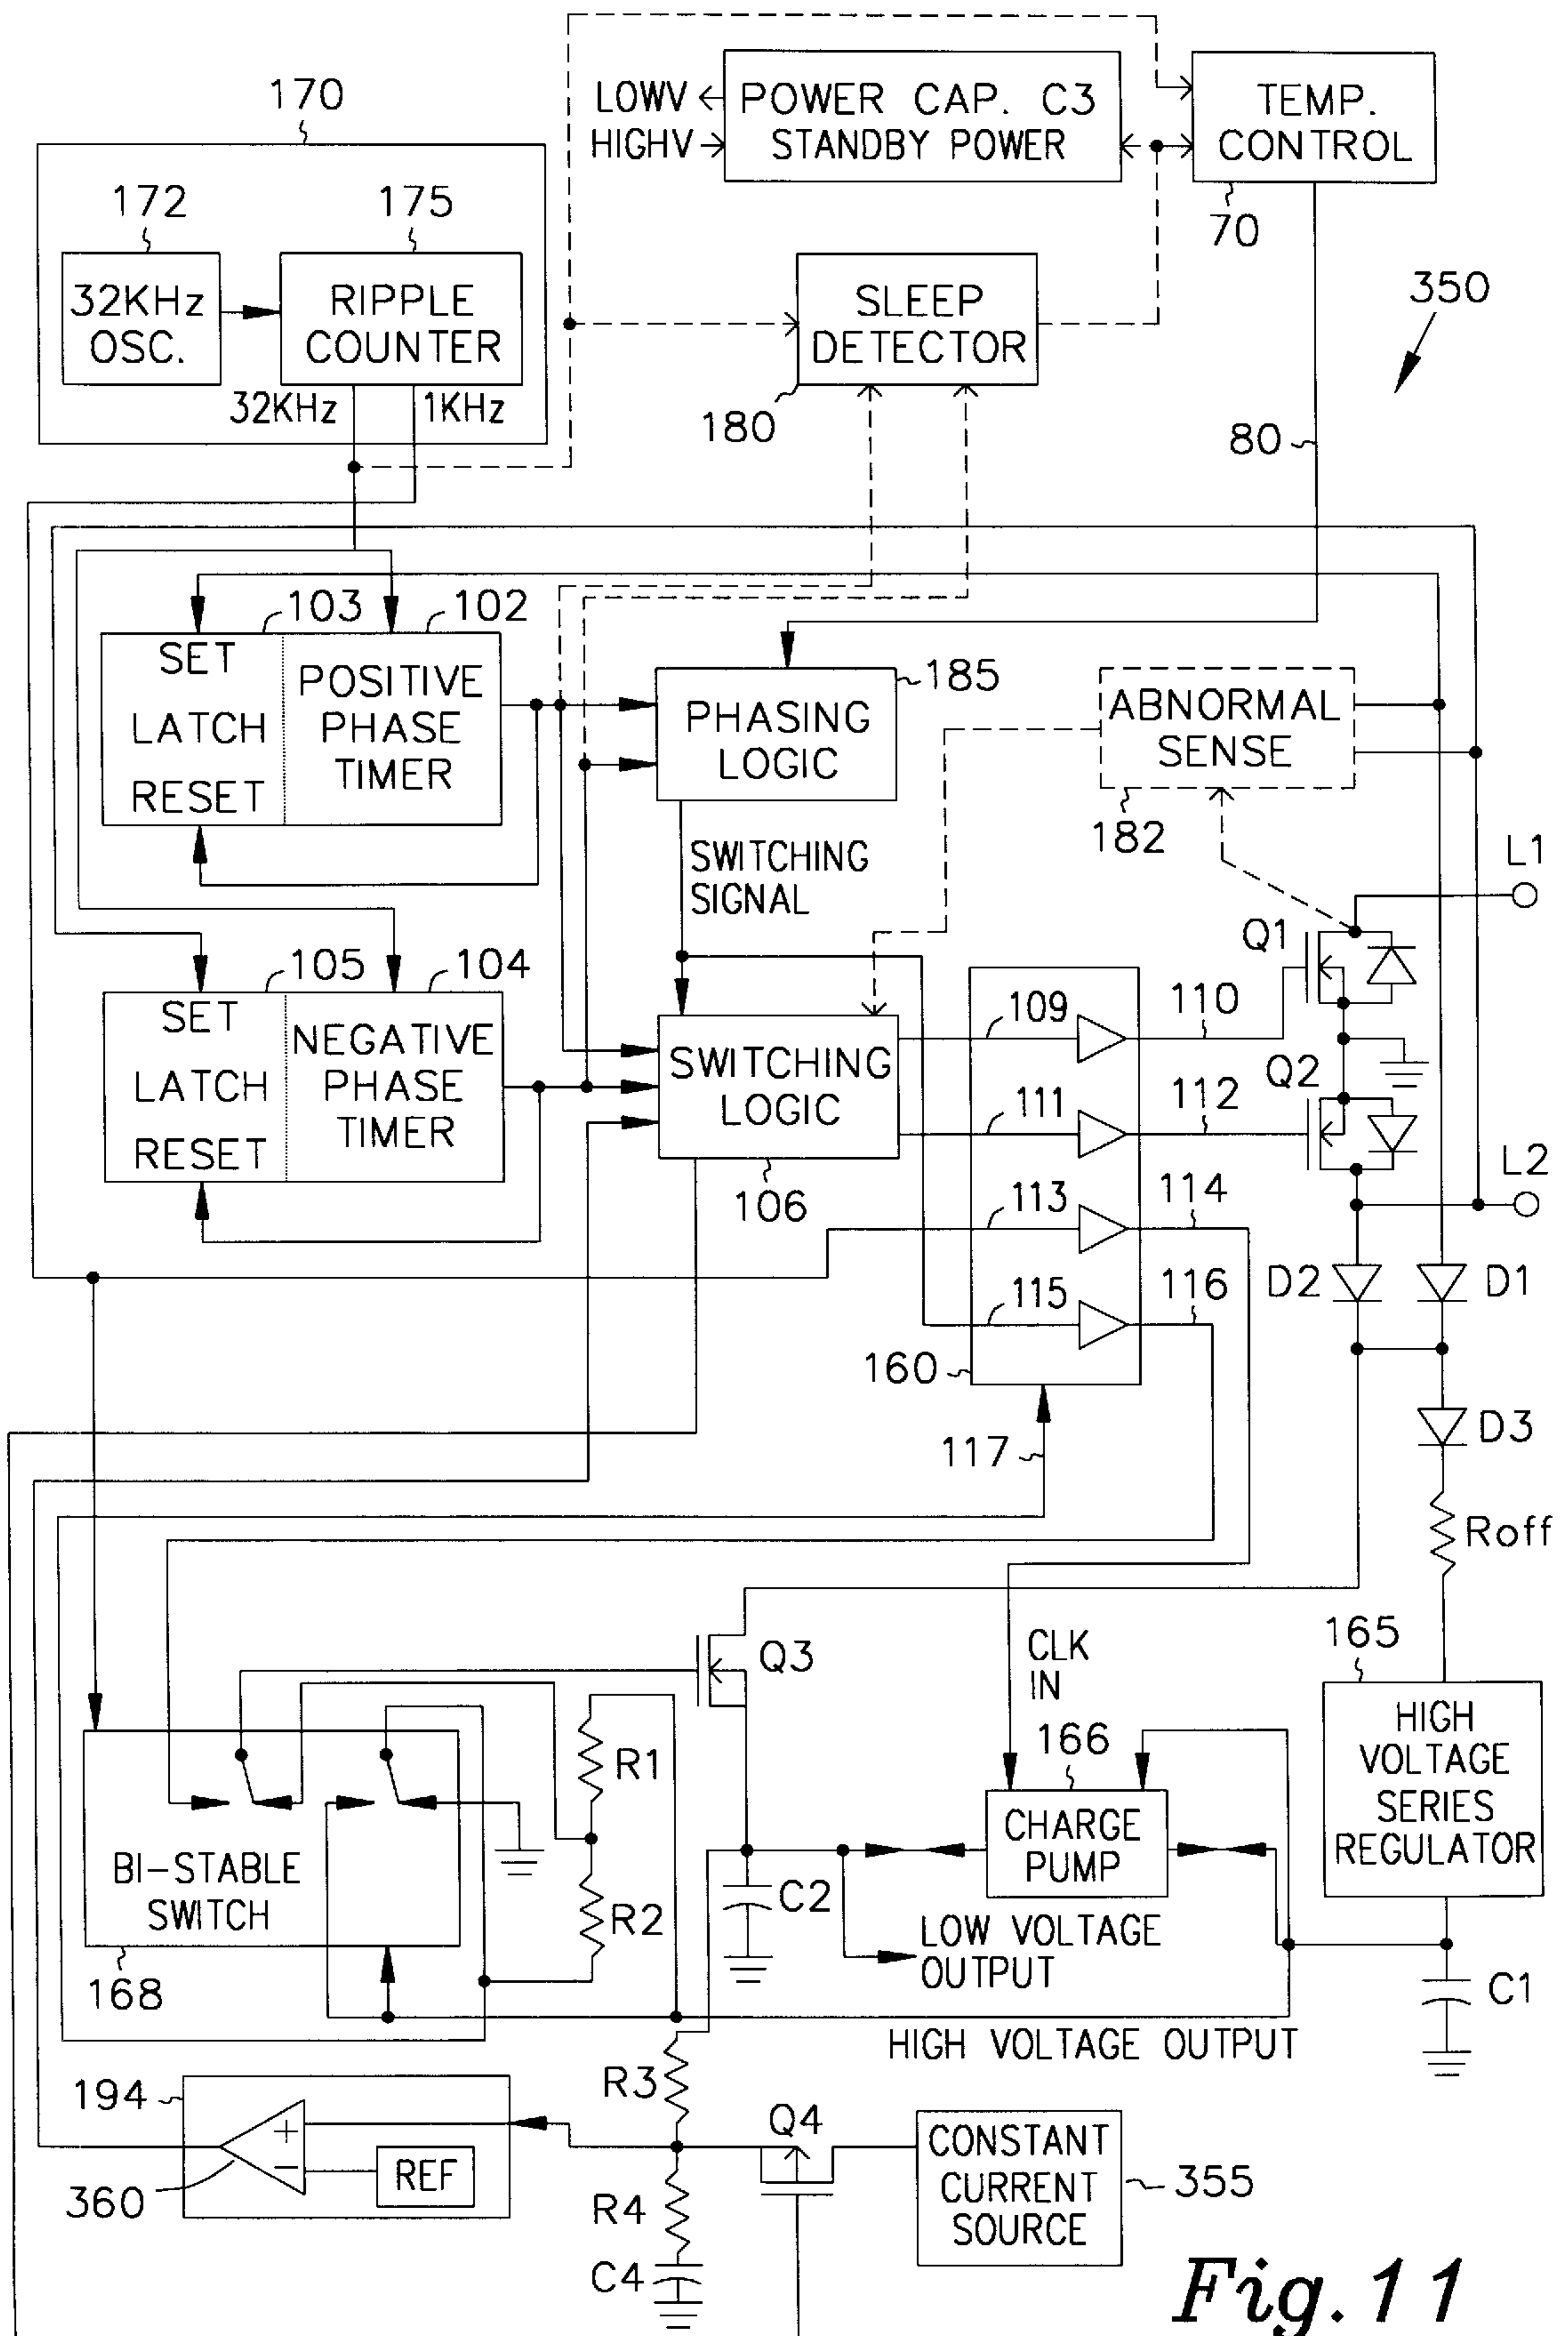 170
LOWV
HIGHV
POWER CAP. C3
STANDBY POWER
TEMP.
CONTROL
70
172
175
32KHz
OSC.
RIPPLE
COUNTER
32KHz
1KHz
SLEEP
DETECTOR
180
80
350
103
102
SET
LATCH
RESET
POSITIVE
PHASE
TIMER
PHASING
LOGIC
185
ABNORMAL
SENSE
182
SWITCHING
SIGNAL
L1
Q1
105
104
SET
LATCH
RESET
NEGATIVE
PHASE
TIMER
SWITCHING
LOGIC
106
109
110
111
112
Q2
113
114
L2
115
116
D2
D1
160
117
D3
Roff
Q3
CLK
IN
165
HIGH
VOLTAGE
SERIES
REGULATOR
166
CHARGE
PUMP
R1
R2
BI-STABLE
SWITCH
168
C2
LOW VOLTAGE
OUTPUT
C1
HIGH VOLTAGE OUTPUT
194
+
−
REF
360
R3
Q4
CONSTANT
CURRENT
SOURCE
355
R4
C4
Fig.11